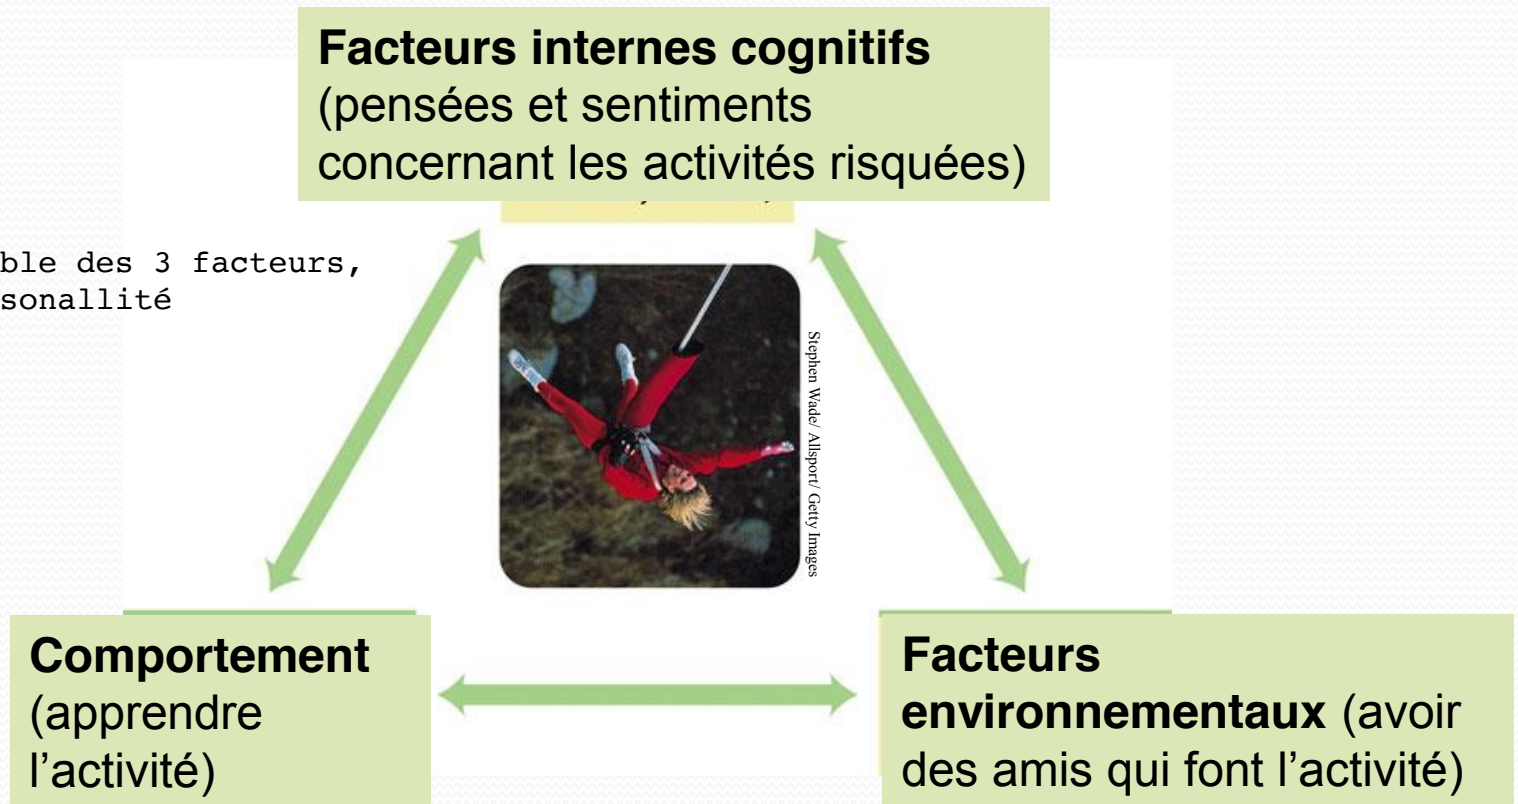 Facteurs internes cognitifs
(pensées et sentiments
concernant les activités risquées)
ble des 3 facteurs,
sonallité
Stephen Wade/ Allsport/ Getty Images
Comportement
(apprendre
l’activité)
Facteurs
environnementaux (avoir
des amis qui font l’activité)